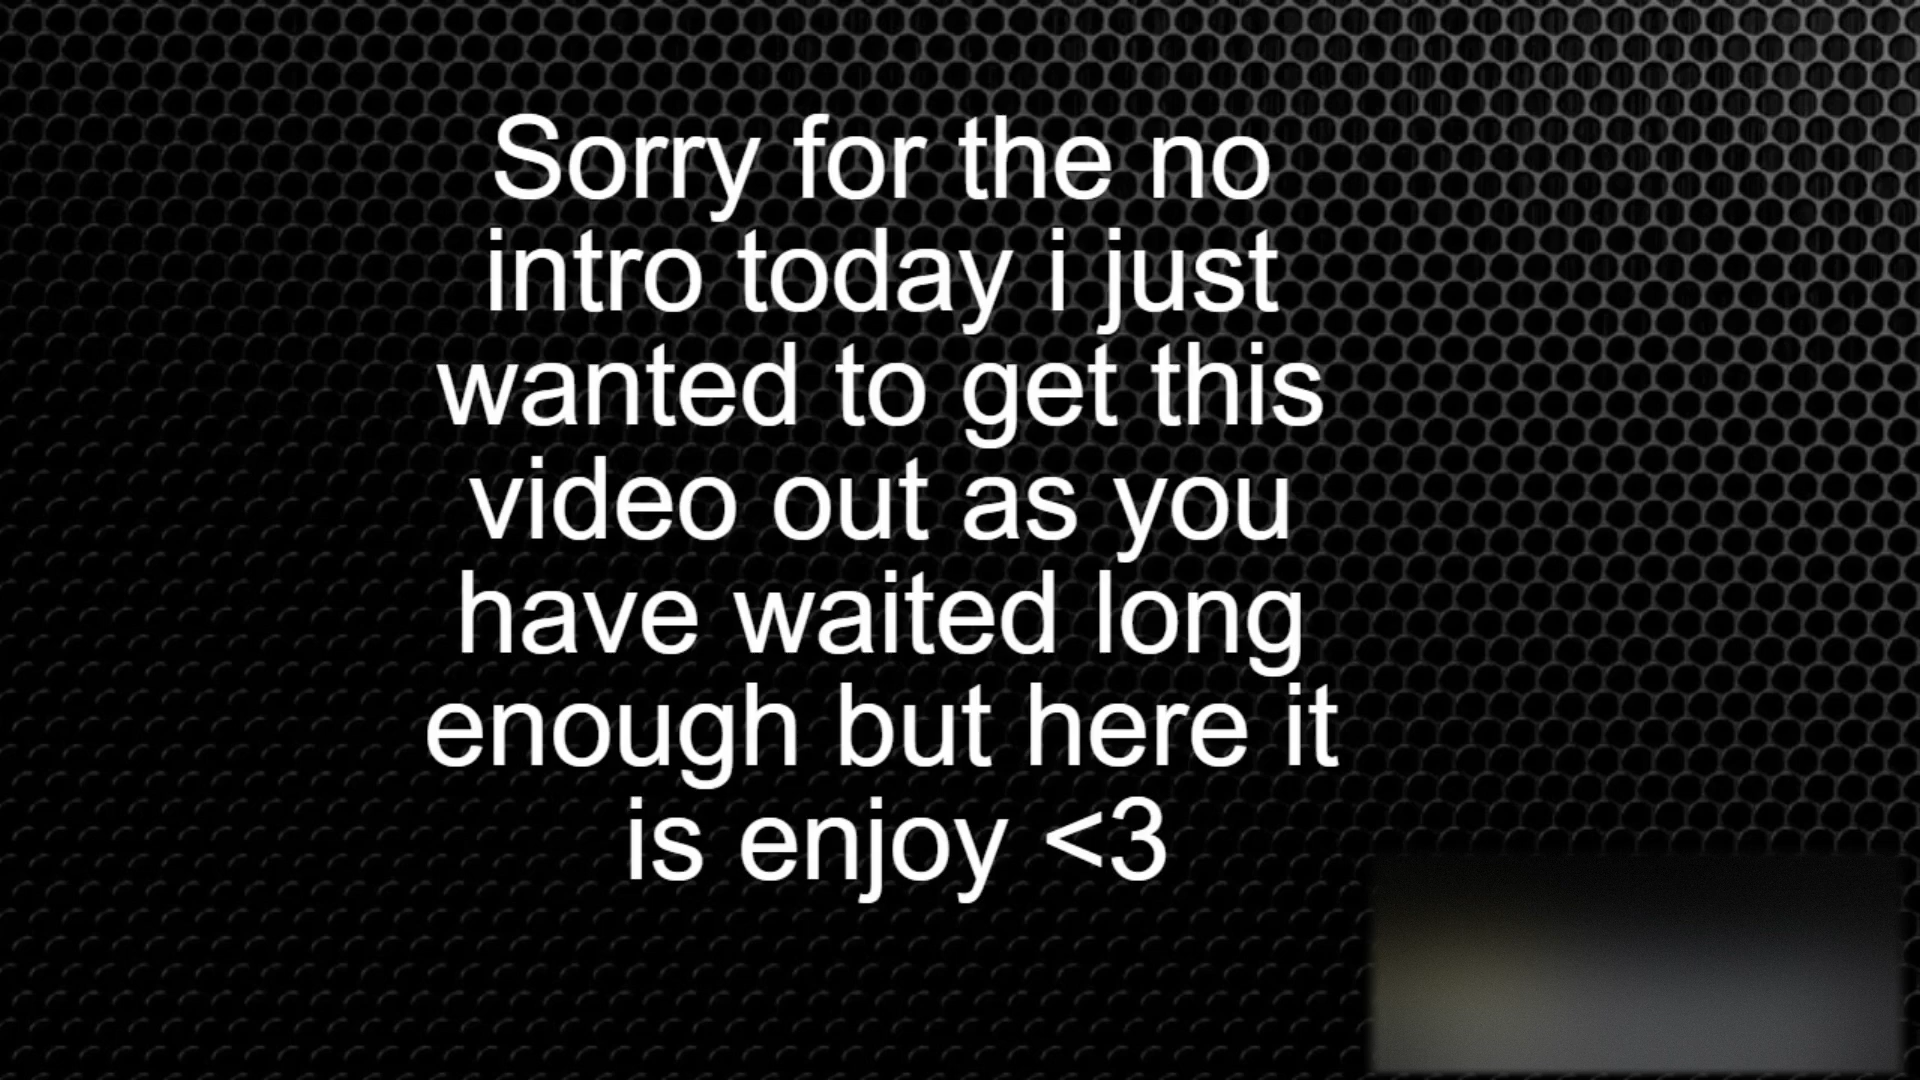 Sorry for the no
intro today i just
wanted to get this
video out as you
have waited long
enough but here it
is enjoy <3